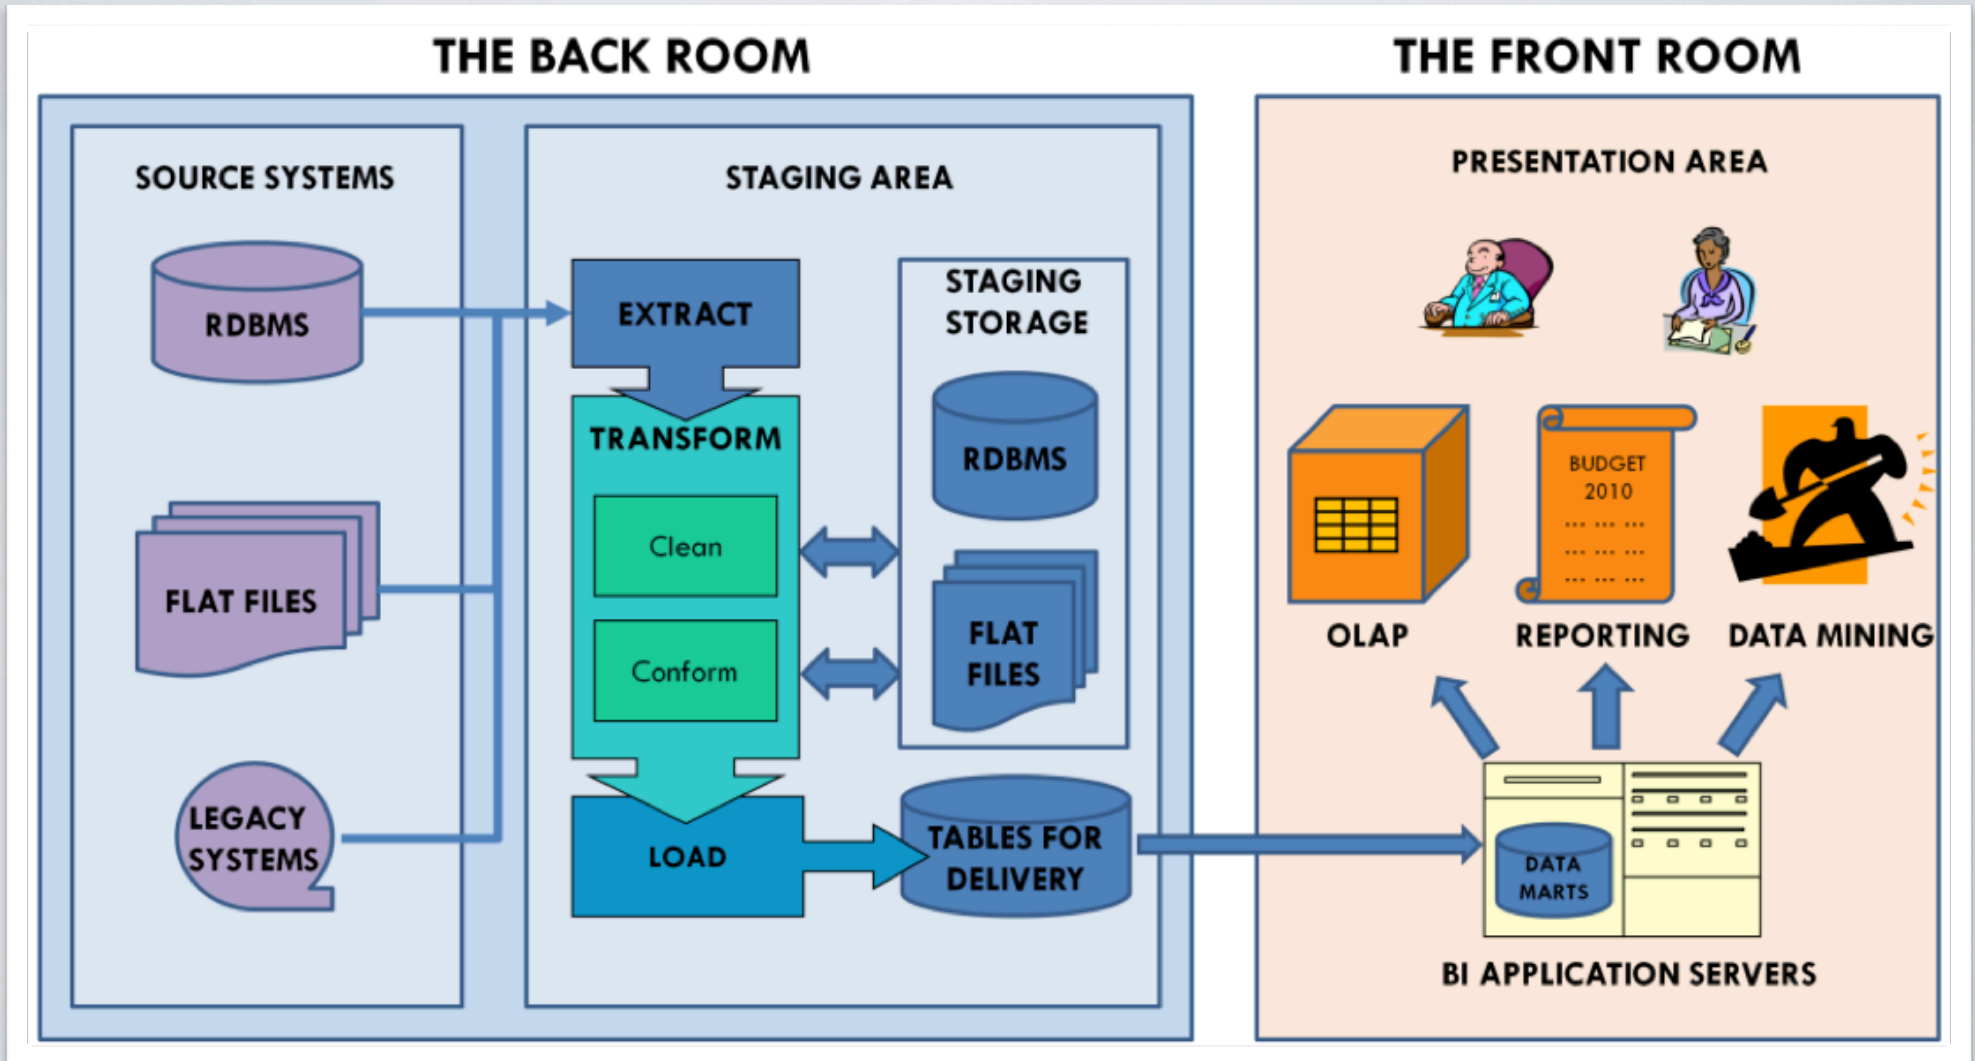 THE BACK ROOM
THE FRONT ROOM
SOURCE SYSTEMS
RDBMS
FLAT FILES
LEGACY
SYSTEMS
STAGING AREA
EXTRACT
TRANSFORM
Clean
Conform
LOAD
STAGING
STORAGE
RDBMS
FLAT
FILES
TABLES FOR
DELIVERY
PRESENTATION AREA
BUDGET
2010
... ... ...
... ... ...
... ... ...
OLAP
REPORTING
DATA MINING
DATA
MARTS
BI APPLICATION SERVERS